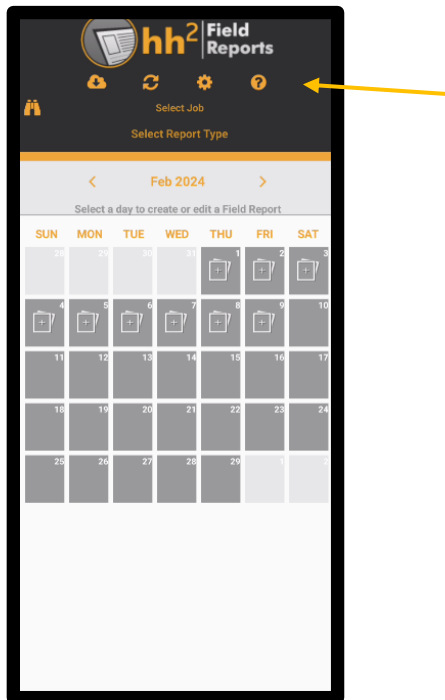 hh2 Field
Reports
?
Select Job
Select Report Type
< Feb 2024 >
Select a day to create or edit a Field Report
SUN MON TUE WED THU FRI SAT
28 29 30 31 1 2 3
4 5 6 7 8 9 10
11 12 13 14 15 16 17
18 19 20 21 22 23 24
25 26 27 28 29 1 2